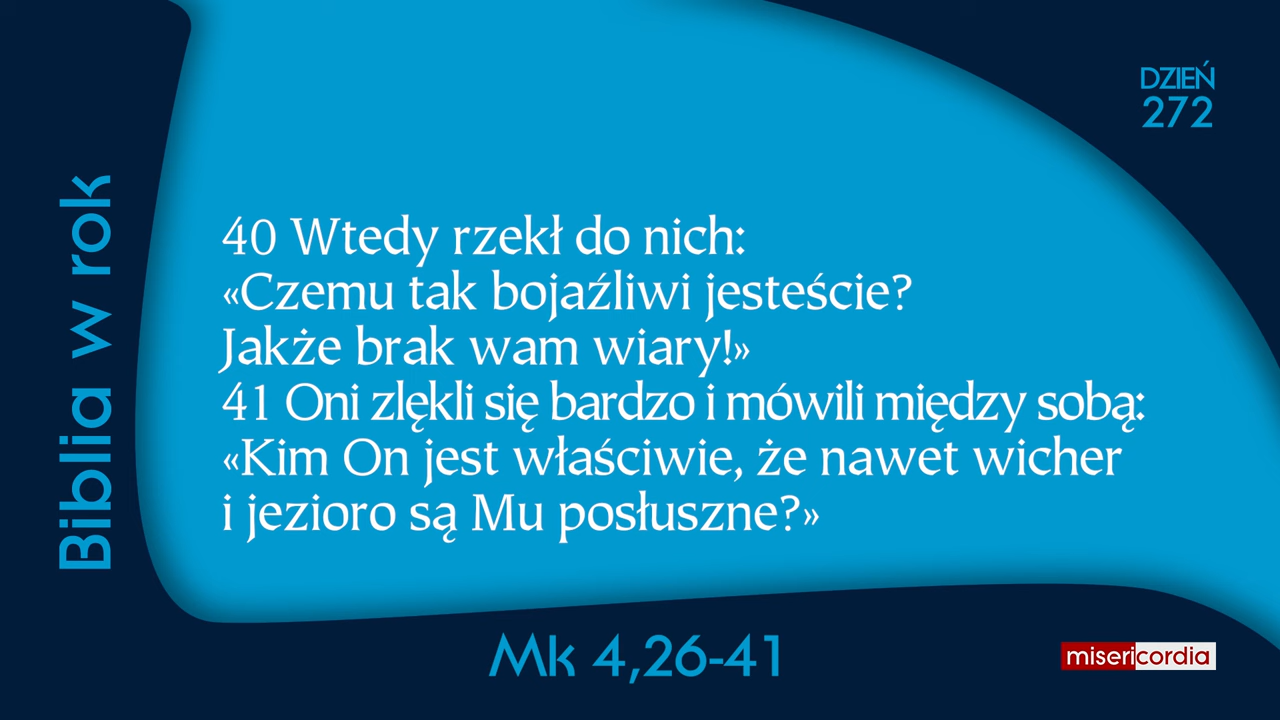 DZIEŃ
272
Biblia w rok
40 Wtedy rzekł do nich:
«Czemu tak bojaźliwi jesteście?
Jakże brak wam wiary!»
41 Oni zlękli się bardzo i mówili między sobą:
«Kim On jest właściwie, że nawet wicher
i jezioro są Mu posłuszne?»
Mk 4,26-41
misericordia